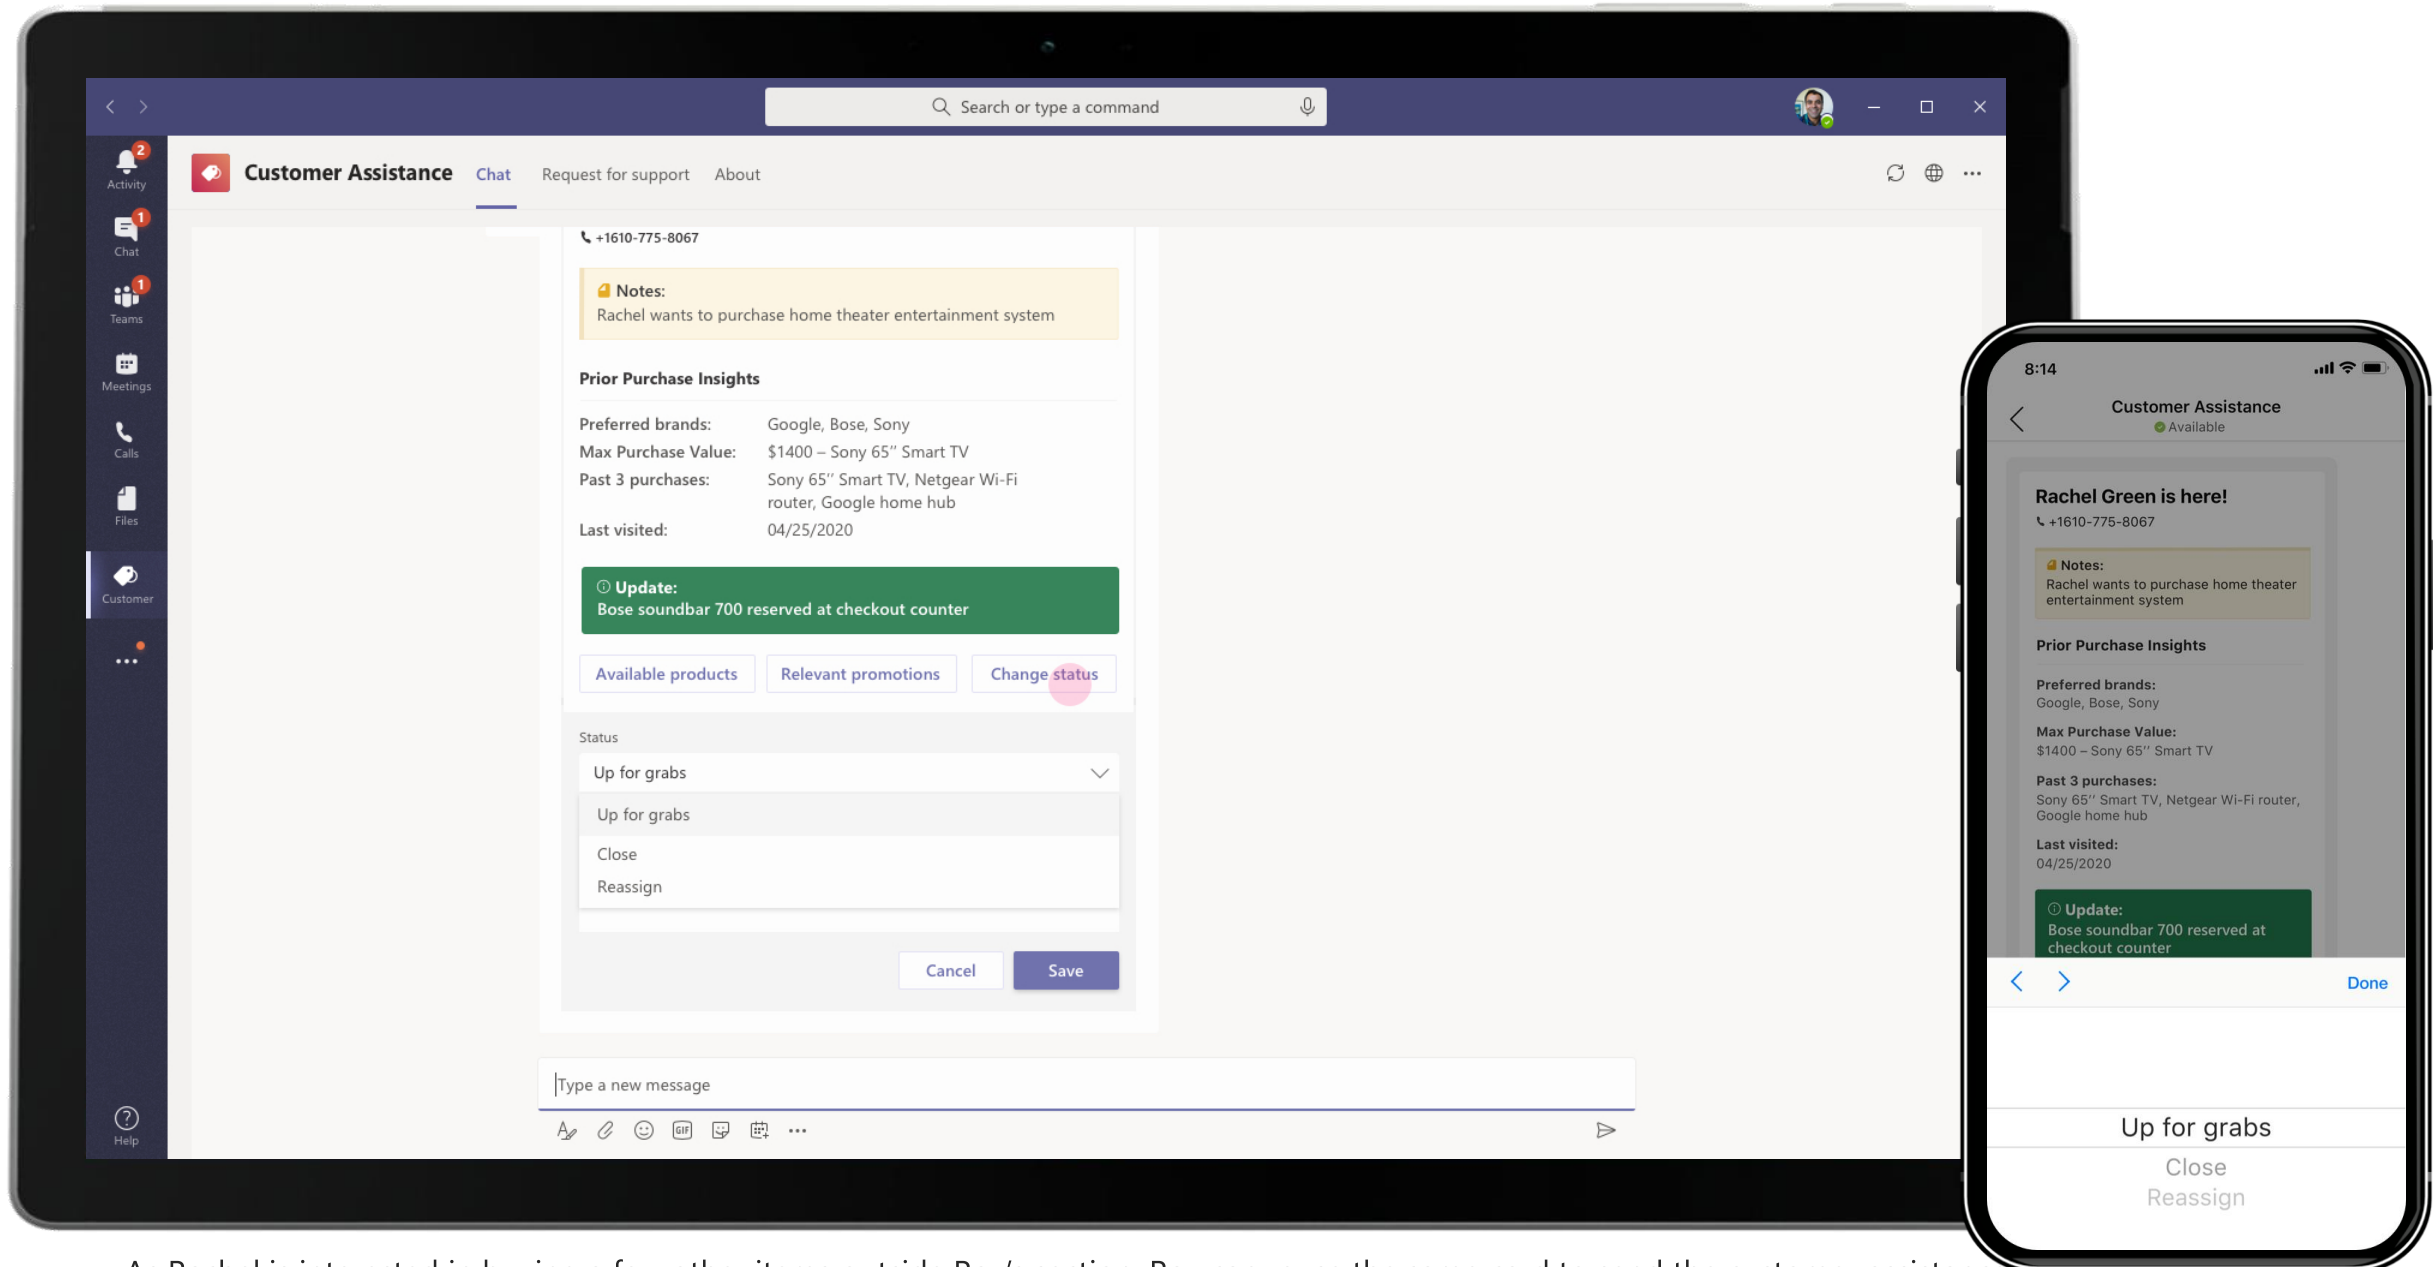 Search or type a command
2
Activity
1
Chat
1
Teams
Meetings
Calls
Files
Customer
Help
Customer Assistance Chat Request for support About
+1610-775-8067
Notes:
Rachel wants to purchase home theater entertainment system
Prior Purchase Insights
Preferred brands: Google, Bose, Sony
Max Purchase Value: $1400 – Sony 65″ Smart TV
Past 3 purchases: Sony 65″ Smart TV, Netgear Wi-Fi
router, Google home hub
Last visited: 04/25/2020
Update:
Bose soundbar 700 reserved at checkout counter
Available products Relevant promotions Change status
Status
Up for grabs
Up for grabs
Close
Reassign
Cancel Save
Type a new message
GIF
8:14
Customer Assistance
Available
Rachel Green is here!
+1610-775-8067
Notes:
Rachel wants to purchase home theater
entertainment system
Prior Purchase Insights
Preferred brands:
Google, Bose, Sony
Max Purchase Value:
$1400 – Sony 65″ Smart TV
Past 3 purchases:
Sony 65″ Smart TV, Netgear Wi-Fi router,
Google home hub
Last visited:
04/25/2020
Update:
Bose soundbar 700 reserved at
checkout counter
Done
Up for grabs
Close
Reassign